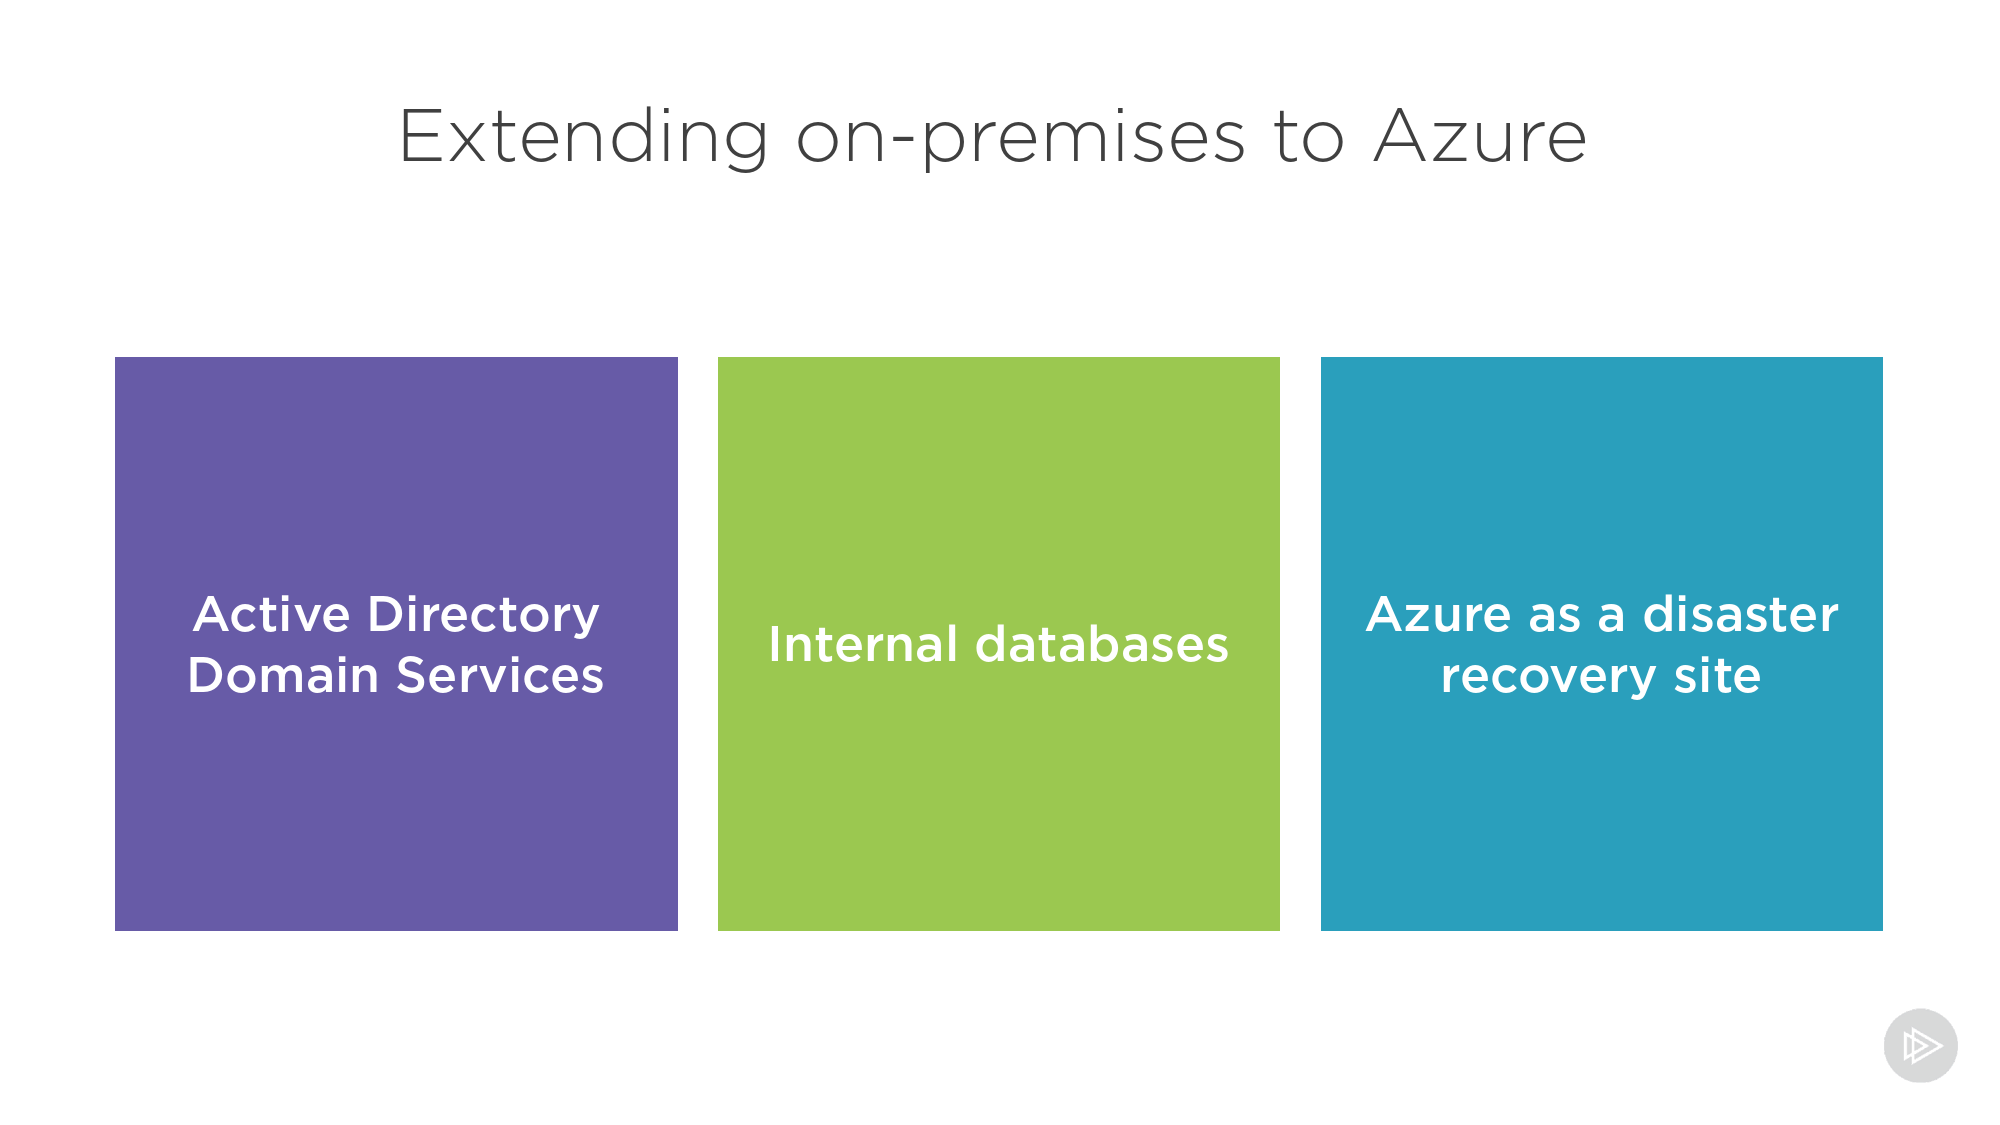 Extending on-premises to Azure
Active Directory
Domain Services
Internal databases
Azure as a disaster
recovery site